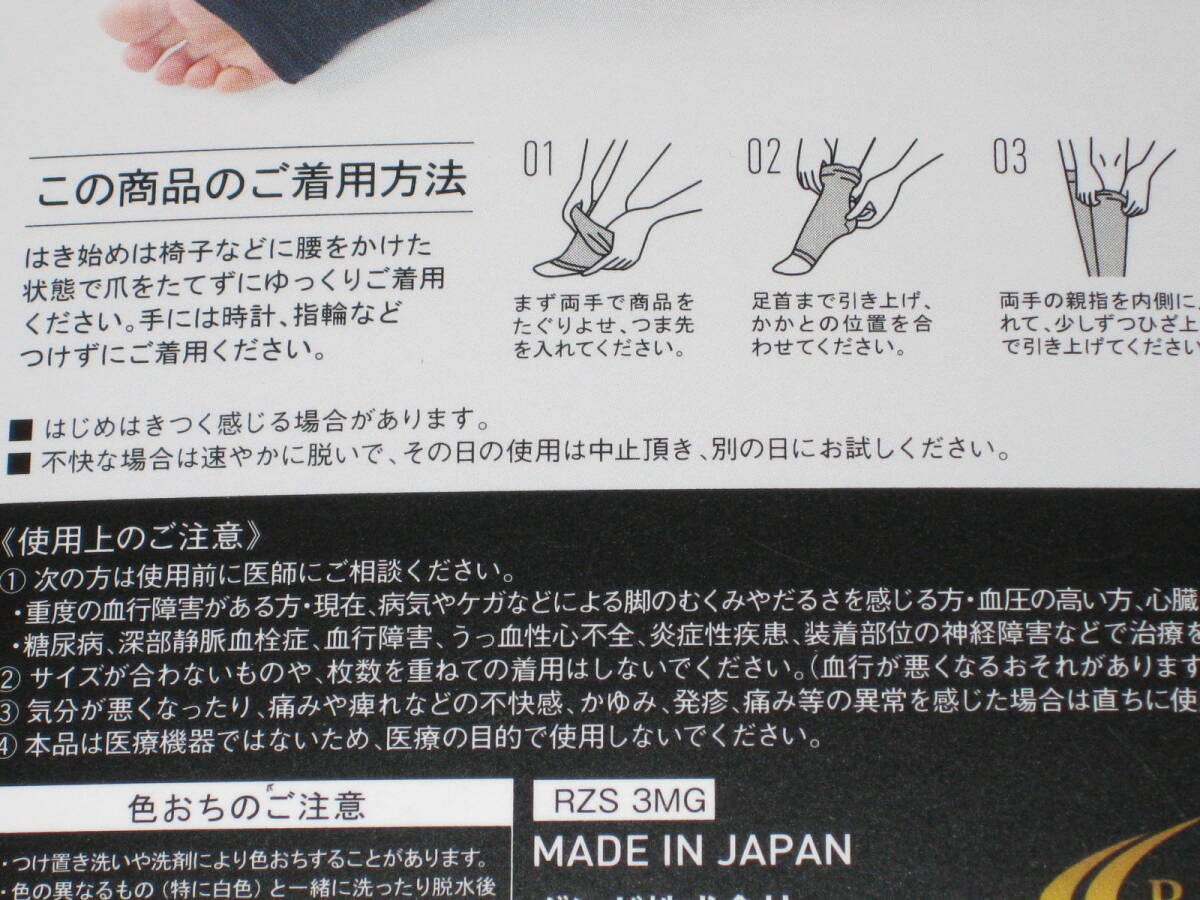 この商品のご着用方法
はき始めは椅子などに腰をかけた
状態で爪をたてずにゆっくりご着用
ください。手には時計、指輪など
つけずにご着用ください。
01
まず両手で商品を
たぐりよせ、つま先
を入れてください。
02
足首まで引き上げ、
かかとの位置を合
わせてください。
03
両手の親指を内側に
れて、少しずつひざ上
で引き上げてください
■ はじめはきつく感じる場合があります。
■ 不快な場合は速やかに脱いで、その日の使用は中止頂き、別の日にお試しください。
《使用上のご注意》
① 次の方は使用前に医師にご相談ください。
・重度の血行障害がある方・現在、病気やケガなどによる脚のむくみやだるさを感じる方・血圧の高い方、心臓
・糖尿病、深部静脈血栓症、血行障害、うっ血性心不全、炎症性疾患、装着部位の神経障害などで治療を
② サイズが合わないものや、枚数を重ねての着用はしないでください。（血行が悪くなるおそれがあります
③ 気分が悪くなったり、痛みや痺れなどの不快感、かゆみ、発疹、痛み等の異常を感じた場合は直ちに使
④ 本品は医療機器ではないため、医療の目的で使用しないでください。
色おちのご注意
・つけ置き洗いや洗剤により色おちすることがあります。
・色の異なるもの（特に白色）と一緒に洗ったり脱水後
RZS 3MG
MADE IN JAPAN